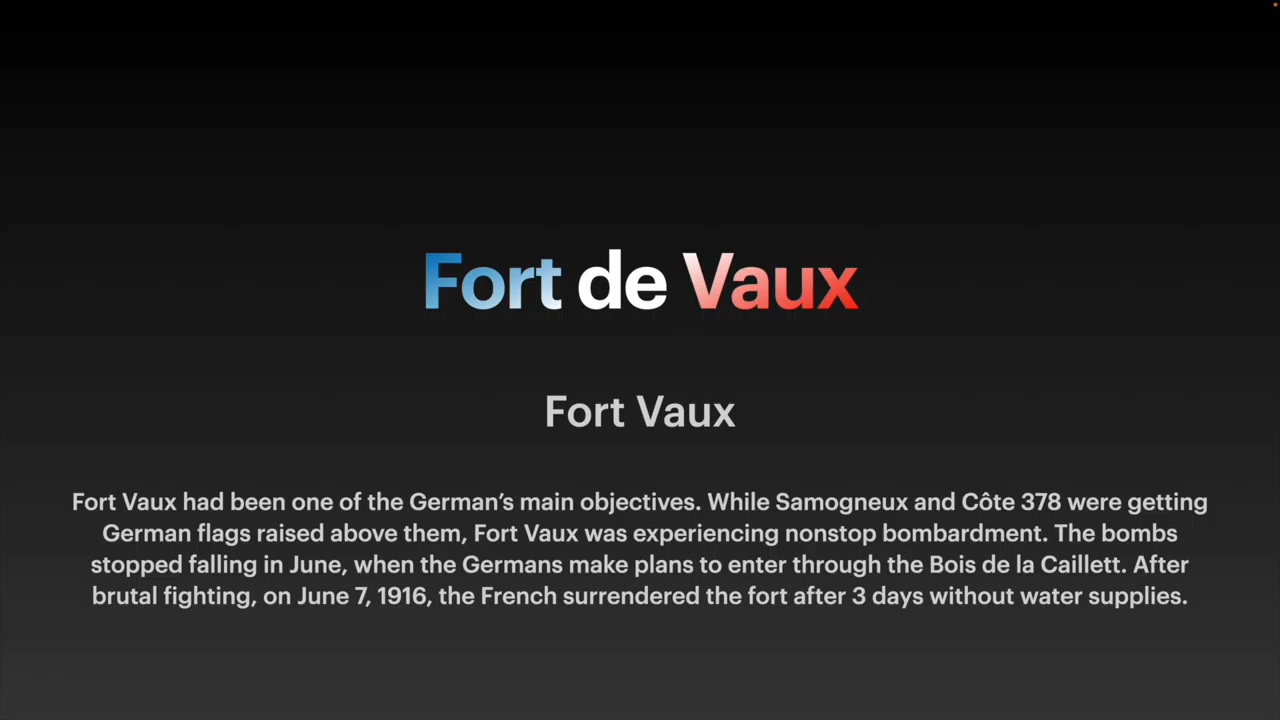 Fort de Vaux
Fort Vaux
Fort Vaux had been one of the German’s main objectives. While Samogneux and Côte 378 were getting
German flags raised above them, Fort Vaux was experiencing nonstop bombardment. The bombs
stopped falling in June, when the Germans make plans to enter through the Bois de la Caillett. After
brutal fighting, on June 7, 1916, the French surrendered the fort after 3 days without water supplies.